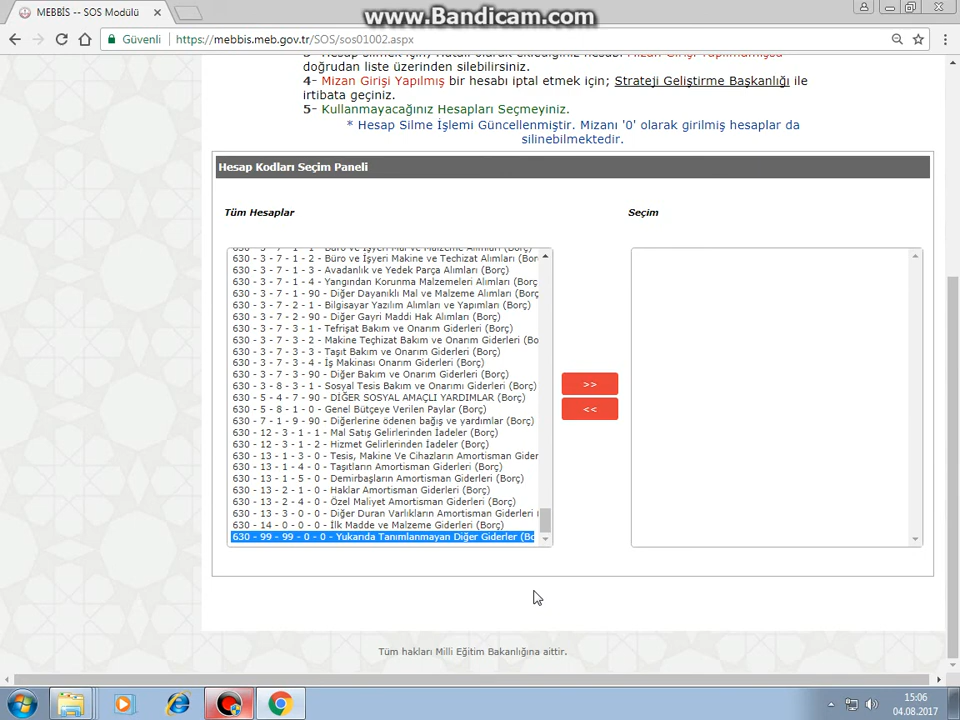 MEBBİS -- SOS Modülü
www.Bandicam.com
Güvenli
https://mebbis.meb.gov.tr/SOS/sos01002.aspx
doğrudan liste üzerinden silebilirsiniz.
4- Mizan Girişi Yapılmış bir hesabı iptal etmek için; Strateji Geliştirme Başkanlığı ile
irtibata geçiniz.
5- Kullanmayacağınız Hesapları Seçmeyiniz.
* Hesap Silme İşlemi Güncellenmiştir. Mizanı '0' olarak girilmiş hesaplar da
silinebilmektedir.
Hesap Kodları Seçim Paneli
Tüm Hesaplar
Seçim
630 - 3 - 7 - 1 - 1 - Büro ve İşyeri Mal ve Malzeme Alımları (Borç)
630 - 3 - 7 - 1 - 2 - Büro ve İşyeri Makine ve Techizat Alımları (Bor
630 - 3 - 7 - 1 - 3 - Avadanlık ve Yedek Parça Alımları (Borç)
630 - 3 - 7 - 1 - 4 - Yangından Korunma Malzemeleri Alımları (Borç)
630 - 3 - 7 - 1 - 90 - Diğer Dayanıklı Mal ve Malzeme Alımları (Borç
630 - 3 - 7 - 2 - 1 - Bilgisayar Yazılım Alımları ve Yapımları (Borç)
630 - 3 - 7 - 2 - 90 - Diğer Gayri Maddi Hak Alımları (Borç)
630 - 3 - 7 - 3 - 1 - Tefrişat Bakım ve Onarım Giderleri (Borç)
630 - 3 - 7 - 3 - 2 - Makine Teçhizat Bakım ve Onarım Giderleri (Bo
630 - 3 - 7 - 3 - 3 - Taşıt Bakım ve Onarım Giderleri (Borç)
630 - 3 - 7 - 3 - 4 - İş Makinası Onarım Giderleri (Borç)
630 - 3 - 7 - 3 - 90 - Diğer Bakım ve Onarım Giderleri (Borç)
630 - 3 - 8 - 3 - 1 - Sosyal Tesis Bakım ve Onarımı Giderleri (Borç)
630 - 5 - 4 - 7 - 90 - DİĞER SOSYAL AMAÇLI YARDIMLAR (Borç)
630 - 5 - 8 - 1 - 0 - Genel Bütçeye Verilen Paylar (Borç)
630 - 7 - 1 - 9 - 90 - Diğerlerine ödenen bağış ve yardımlar (Borç)
630 - 12 - 3 - 1 - 1 - Mal Satış Gelirlerinden İadeler (Borç)
630 - 12 - 3 - 1 - 2 - Hizmet Gelirlerinden İadeler (Borç)
630 - 13 - 1 - 3 - 0 - Tesis, Makine Ve Cihazların Amortisman Gider
630 - 13 - 1 - 4 - 0 - Taşıtların Amortisman Giderleri (Borç)
630 - 13 - 1 - 5 - 0 - Demirbaşların Amortisman Giderleri (Borç)
630 - 13 - 2 - 1 - 0 - Haklar Amortisman Giderleri (Borç)
630 - 13 - 2 - 4 - 0 - Özel Maliyet Amortisman Giderleri (Borç)
630 - 13 - 3 - 0 - 0 - Diğer Duran Varlıkların Amortisman Giderleri (
630 - 14 - 0 - 0 - 0 - İlk Madde ve Malzeme Giderleri (Borç)
630 - 99 - 99 - 0 - 0 - Yukarıda Tanımlanmayan Diğer Giderler (Bo
>>
<<
Tüm hakları Milli Eğitim Bakanlığına aittir.
15:06
04.08.2017